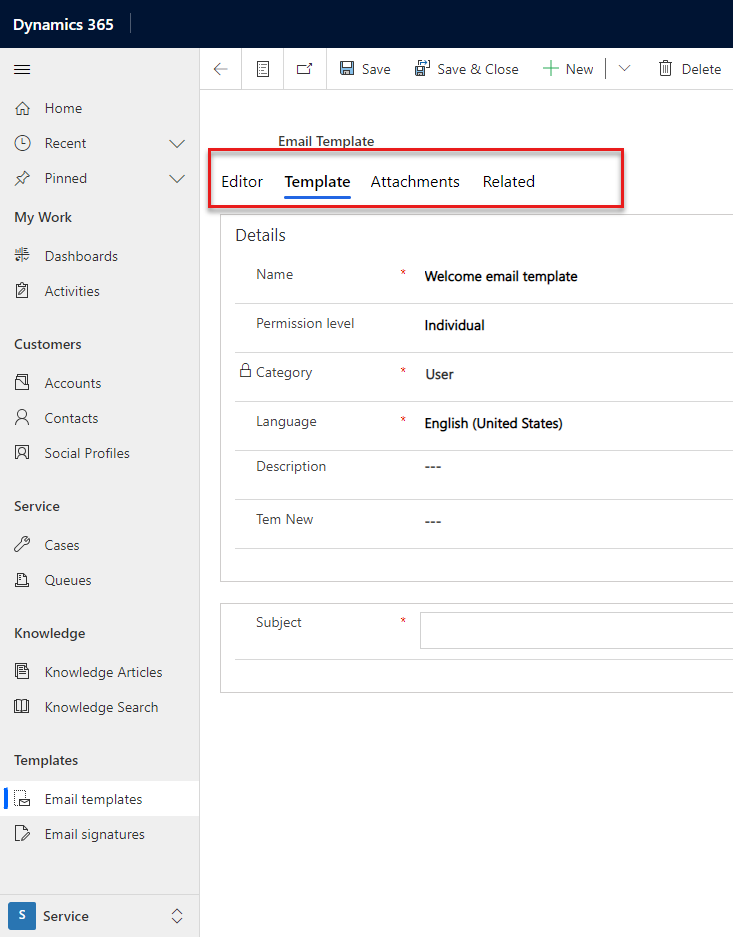 Dynamics 365
Save
Save & Close
New
Delete
Home
Recent
Pinned
My Work
Dashboards
Activities
Customers
Accounts
Contacts
Social Profiles
Service
Cases
Queues
Knowledge
Knowledge Articles
Knowledge Search
Templates
Email templates
Email signatures
S Service
Email Template
Editor Template Attachments Related
Details
Name * Welcome email template
Permission level Individual
Category * User
Language * English (United States)
Description ---
Tem New ---
Subject *